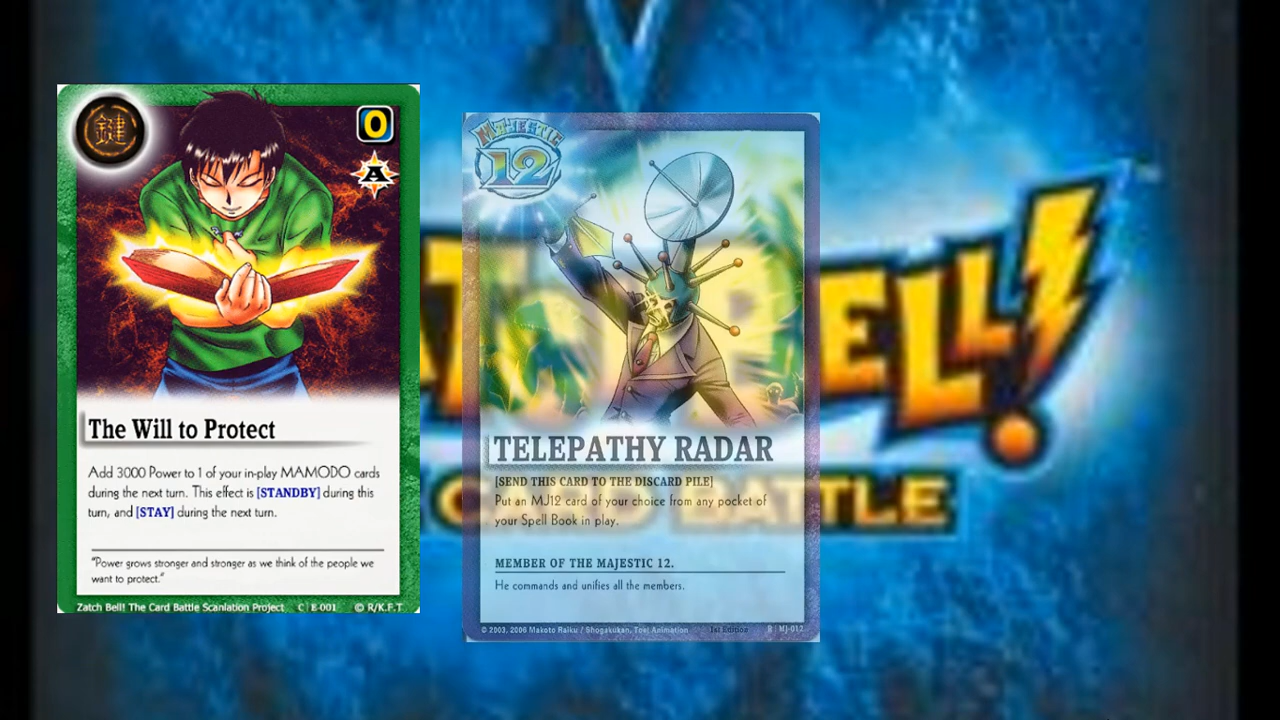 鍵
0
A
The Will to Protect
Add 3000 Power to 1 of your in-play MAMODO cards
during the next turn. This effect is [STANDBY] during this
turn, and [STAY] during the next turn.
"Power grows stronger and stronger as we think of the people we
want to protect."
Zatch Bell! The Card Battle Scanlation Project C | E-001 © R/K.F.T
MAJESTIC
12
TELEPATHY RADAR
[SEND THIS CARD TO THE DISCARD PILE]
Put an MJ12 card of your choice from any pocket of
your Spell Book in play.
MEMBER OF THE MAJESTIC 12.
He commands and unifies all the members.
© 2003, 2006 Makoto Raiku / Shogakukan, Toei Animation 1st Edition MJ-012
ELL!
BATTLE